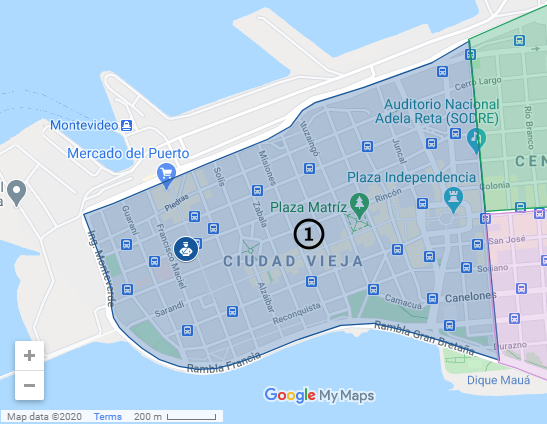 Cerro Largo
Auditorio Nacional
Adela Reta (SODRE)
Río Branco
Montevideo
Mercado del Puerto
Ituzaingó
Misiones
Juncal
CEN
Solís
Plaza Independencia
Colonia
Piedras
Zabala
Rincón
Plaza Matríz
Guaraní
Francisco Maciel
1
Ing. Monteverde
CIUDAD VIEJA
San José
Soriano
Alzáibar
Sarandí
Reconquista
Camacuá
Canelones
Rambla Gran Bretaña
Durazno
Rambla Francia
Dique Mauá
+
−
Google My Maps
Map data ©2020 Terms 200 m